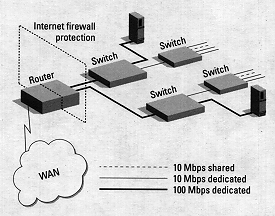 Internet firewall
protection
Router
Switch
Switch
Switch
Switch
WAN
10 Mbps shared
10 Mbps dedicated
100 Mbps dedicated